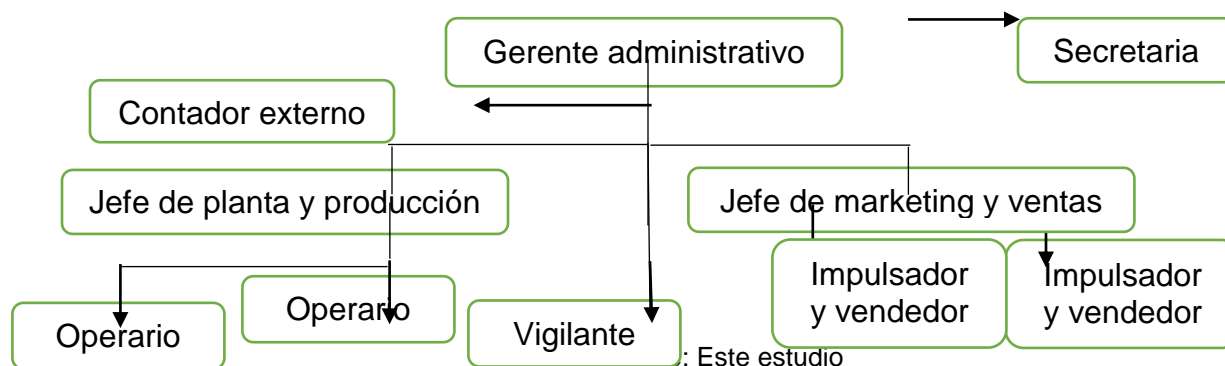 Gerente administrativo
Secretaria
Contador externo
Jefe de planta y producción
Jefe de marketing y ventas
Impulsador
y vendedor
Impulsador
y vendedor
Operario
Operario
Vigilante
: Este estudio